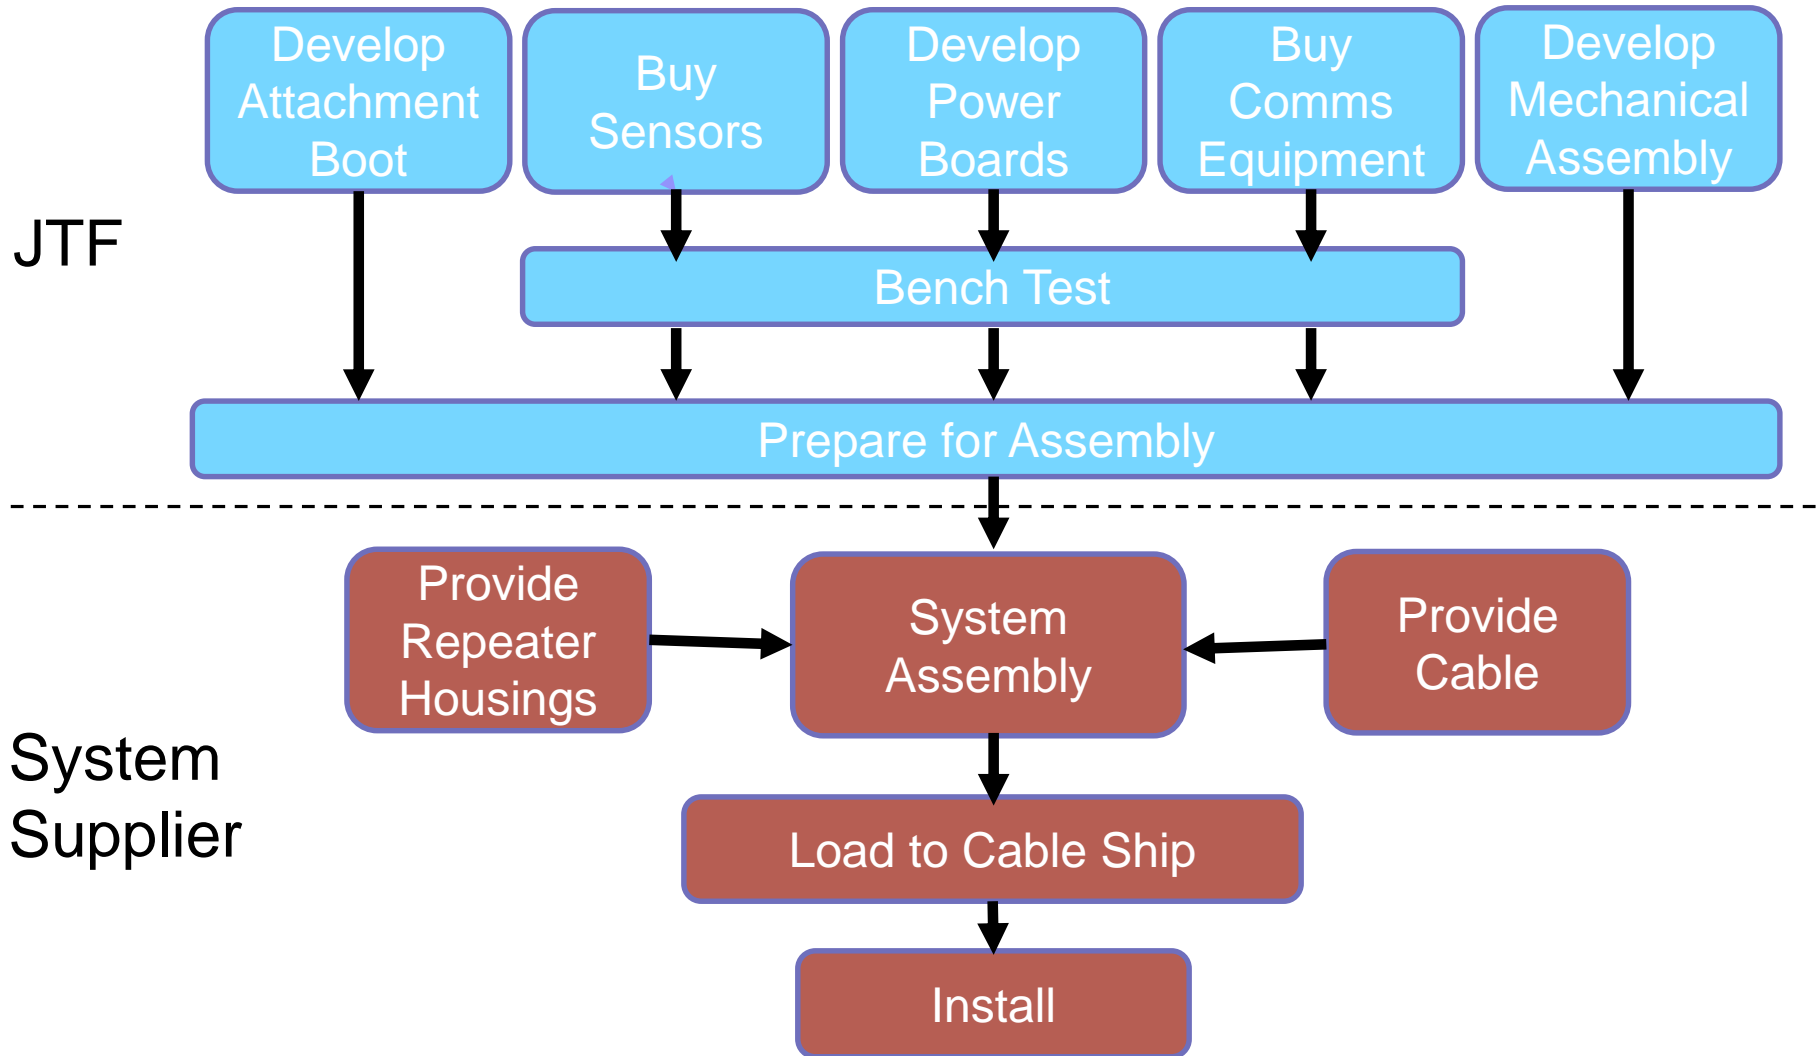 Develop
Attachment
Boot
Buy
Sensors
Develop
Power
Boards
Buy
Comms
Equipment
Develop
Mechanical
Assembly
JTF
Bench Test
Prepare for Assembly
Provide
Repeater
Housings
System
Assembly
Provide
Cable
System
Supplier
Load to Cable Ship
Install